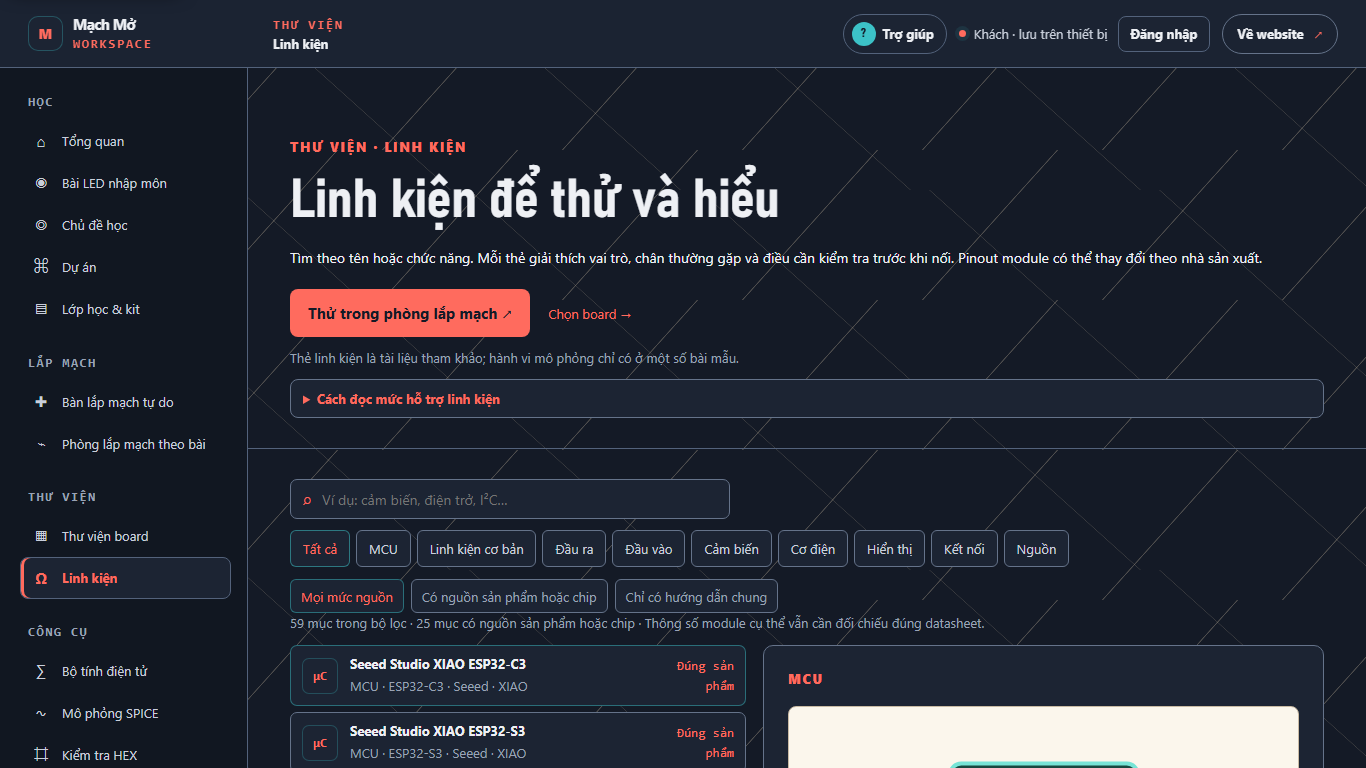 M
Mạch Mở
WORKSPACE
THƯ VIỆN
Linh kiện
? Trợ giúp
Khách · lưu trên thiết bị
Đăng nhập
Về website ↗
HỌC
Tổng quan
Bài LED nhập môn
Chủ đề học
Dự án
Lớp học & kit
LẮP MẠCH
Bàn lắp mạch tự do
Phòng lắp mạch theo bài
THƯ VIỆN
Thư viện board
Ω Linh kiện
CÔNG CỤ
∑ Bộ tính điện tử
∿ Mô phỏng SPICE
Kiểm tra HEX
THƯ VIỆN · LINH KIỆN
Linh kiện để thử và hiểu
Tìm theo tên hoặc chức năng. Mỗi thẻ giải thích vai trò, chân thường gặp và điều cần kiểm tra trước khi nối. Pinout module có thể thay đổi theo nhà sản xuất.
Thử trong phòng lắp mạch ↗
Chọn board →
Thẻ linh kiện là tài liệu tham khảo; hành vi mô phỏng chỉ có ở một số bài mẫu.
▶ Cách đọc mức hỗ trợ linh kiện
Ví dụ: cảm biến, điện trở, I²C...
Tất cả
MCU
Linh kiện cơ bản
Đầu ra
Đầu vào
Cảm biến
Cơ điện
Hiển thị
Kết nối
Nguồn
Mọi mức nguồn
Có nguồn sản phẩm hoặc chip
Chỉ có hướng dẫn chung
59 mục trong bộ lọc · 25 mục có nguồn sản phẩm hoặc chip · Thông số module cụ thể vẫn cần đối chiếu đúng datasheet.
µC
Seeed Studio XIAO ESP32-C3
MCU · ESP32-C3 · Seeed · XIAO
Đúng sản
phẩm
µC
Seeed Studio XIAO ESP32-S3
MCU · ESP32-S3 · Seeed · XIAO
Đúng sản
phẩm
MCU